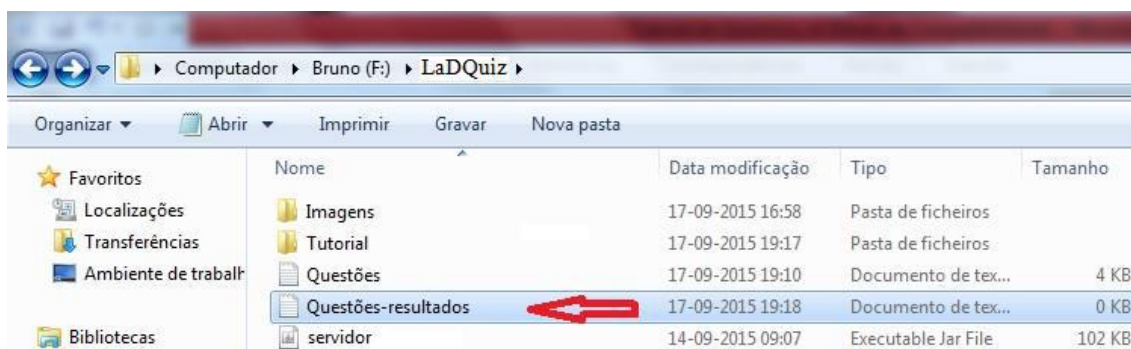 Computador Bruno (F:) LaDQuiz
Organizar Abrir Imprimir Gravar Nova pasta
Favoritos
Localizações
Transferências
Ambiente de trabalh
Bibliotecas
Nome Data modificação Tipo Tamanho
Imagens 17-09-2015 16:58 Pasta de ficheiros
Tutorial 17-09-2015 19:17 Pasta de ficheiros
Questões 17-09-2015 19:10 Documento de tex... 4 KB
Questões-resultados 17-09-2015 19:18 Documento de tex... 0 KB
servidor 14-09-2015 09:07 Executable Jar File 102 KB